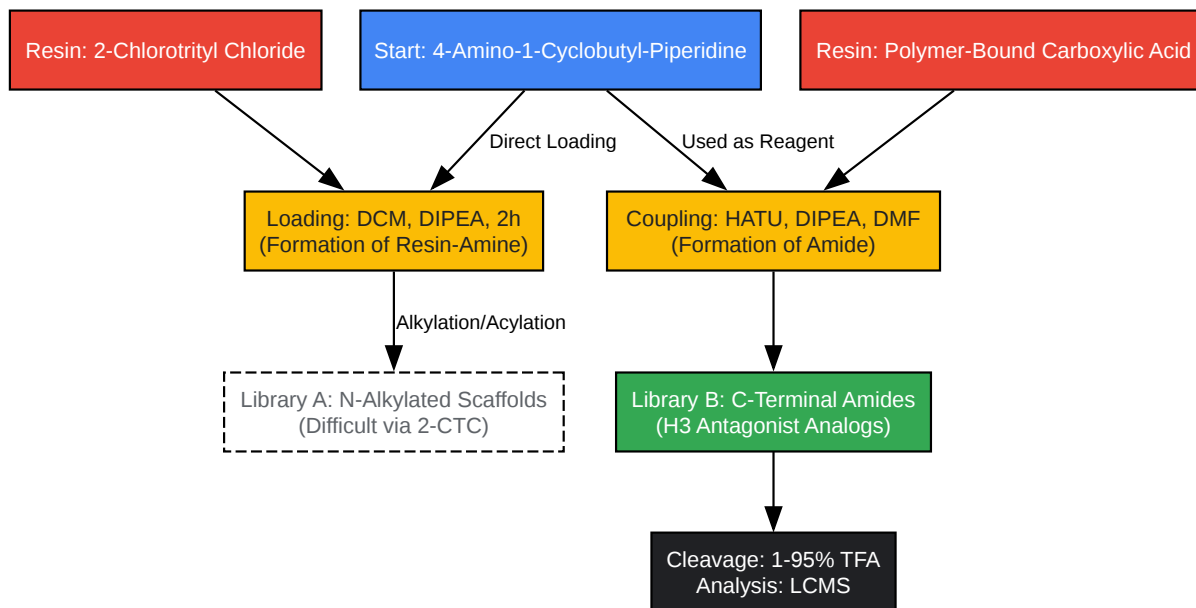 Resin: 2-Chlorotrityl Chloride
Start: 4-Amino-1-Cyclobutyl-Piperidine
Resin: Polymer-Bound Carboxylic Acid
Direct Loading
Used as Reagent
Loading: DCM, DIPEA, 2h
(Formation of Resin-Amine)
Coupling: HATU, DIPEA, DMF
(Formation of Amide)
Alkylation/Acylation
Library A: N-Alkylated Scaffolds
(Difficult via 2-CTC)
Library B: C-Terminal Amides
(H3 Antagonist Analogs)
Cleavage: 1-95% TFA
Analysis: LCMS